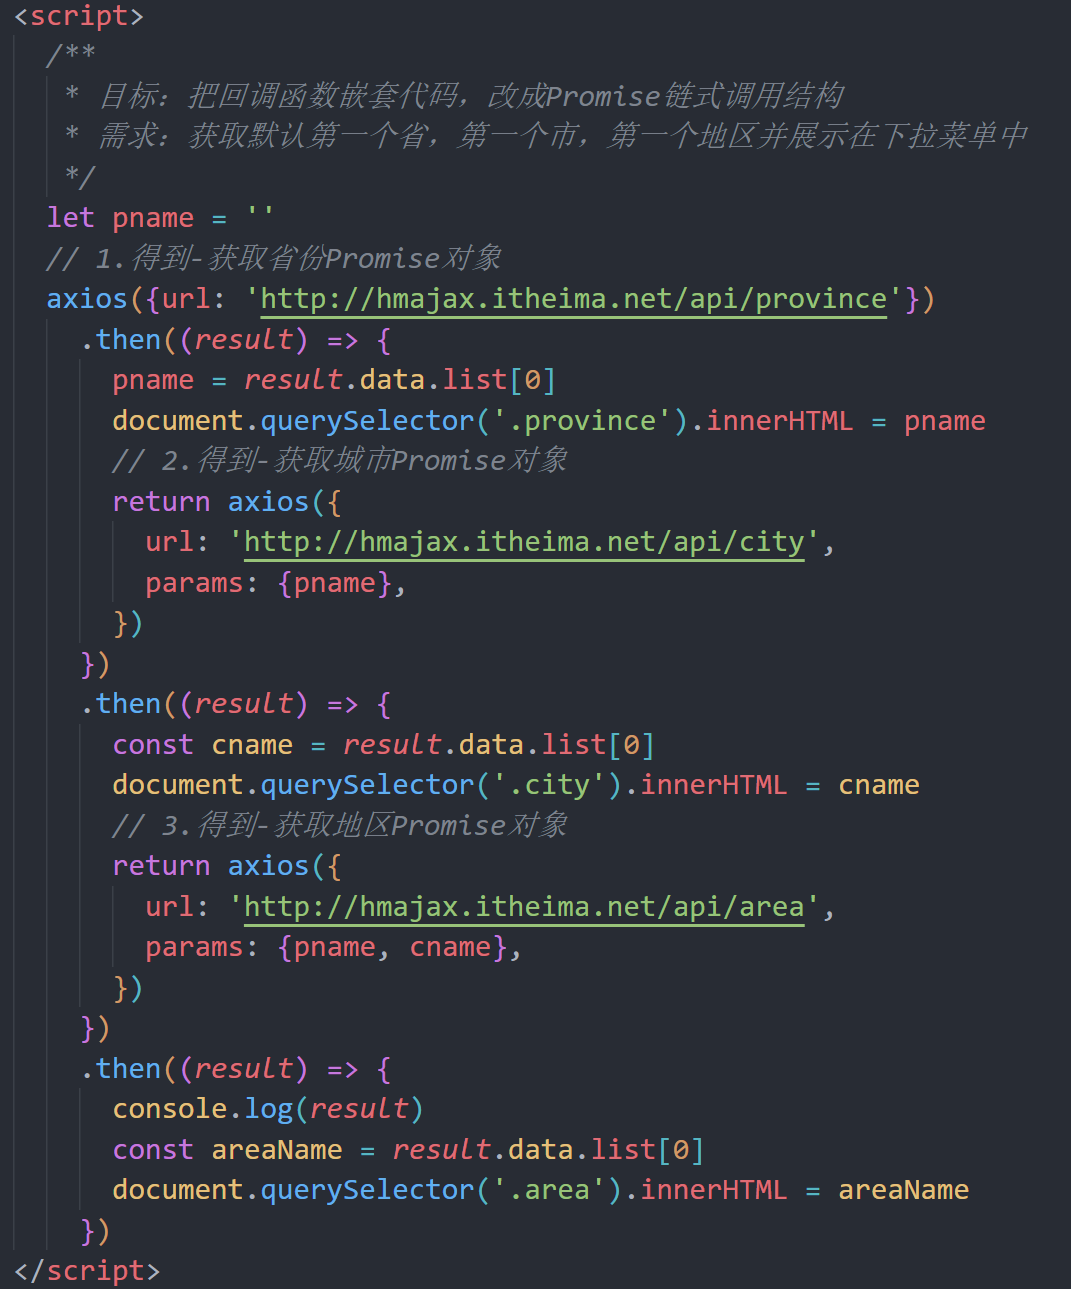 <script>
/**
* 目标：把回调函数嵌套代码，改成Promise链式调用结构
* 需求：获取默认第一个省，第一个市，第一个地区并展示在下拉菜单中
*/
let pname = ''
// 1.得到-获取省份Promise对象
axios({url: 'http://hmajax.itheima.net/api/province'})
.then((result) => {
pname = result.data.list[0]
document.querySelector('.province').innerHTML = pname
// 2.得到-获取城市Promise对象
return axios({
url: 'http://hmajax.itheima.net/api/city',
params: {pname},
})
})
.then((result) => {
const cname = result.data.list[0]
document.querySelector('.city').innerHTML = cname
// 3.得到-获取地区Promise对象
return axios({
url: 'http://hmajax.itheima.net/api/area',
params: {pname, cname},
})
})
.then((result) => {
console.log(result)
const areaName = result.data.list[0]
document.querySelector('.area').innerHTML = areaName
})
</script>